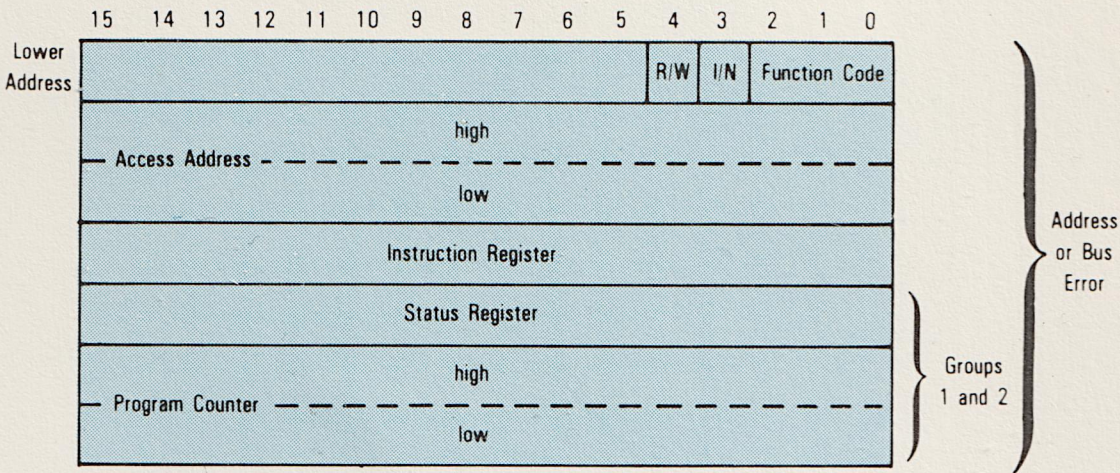 15 14 13 12 11 10 9 8 7 6 5 4 3 2 1 0
Lower
Address
R/W I/N Function Code
high
Access Address
low
Instruction Register
Status Register
high
Program Counter
low
Groups
1 and 2
Address
or Bus
Error